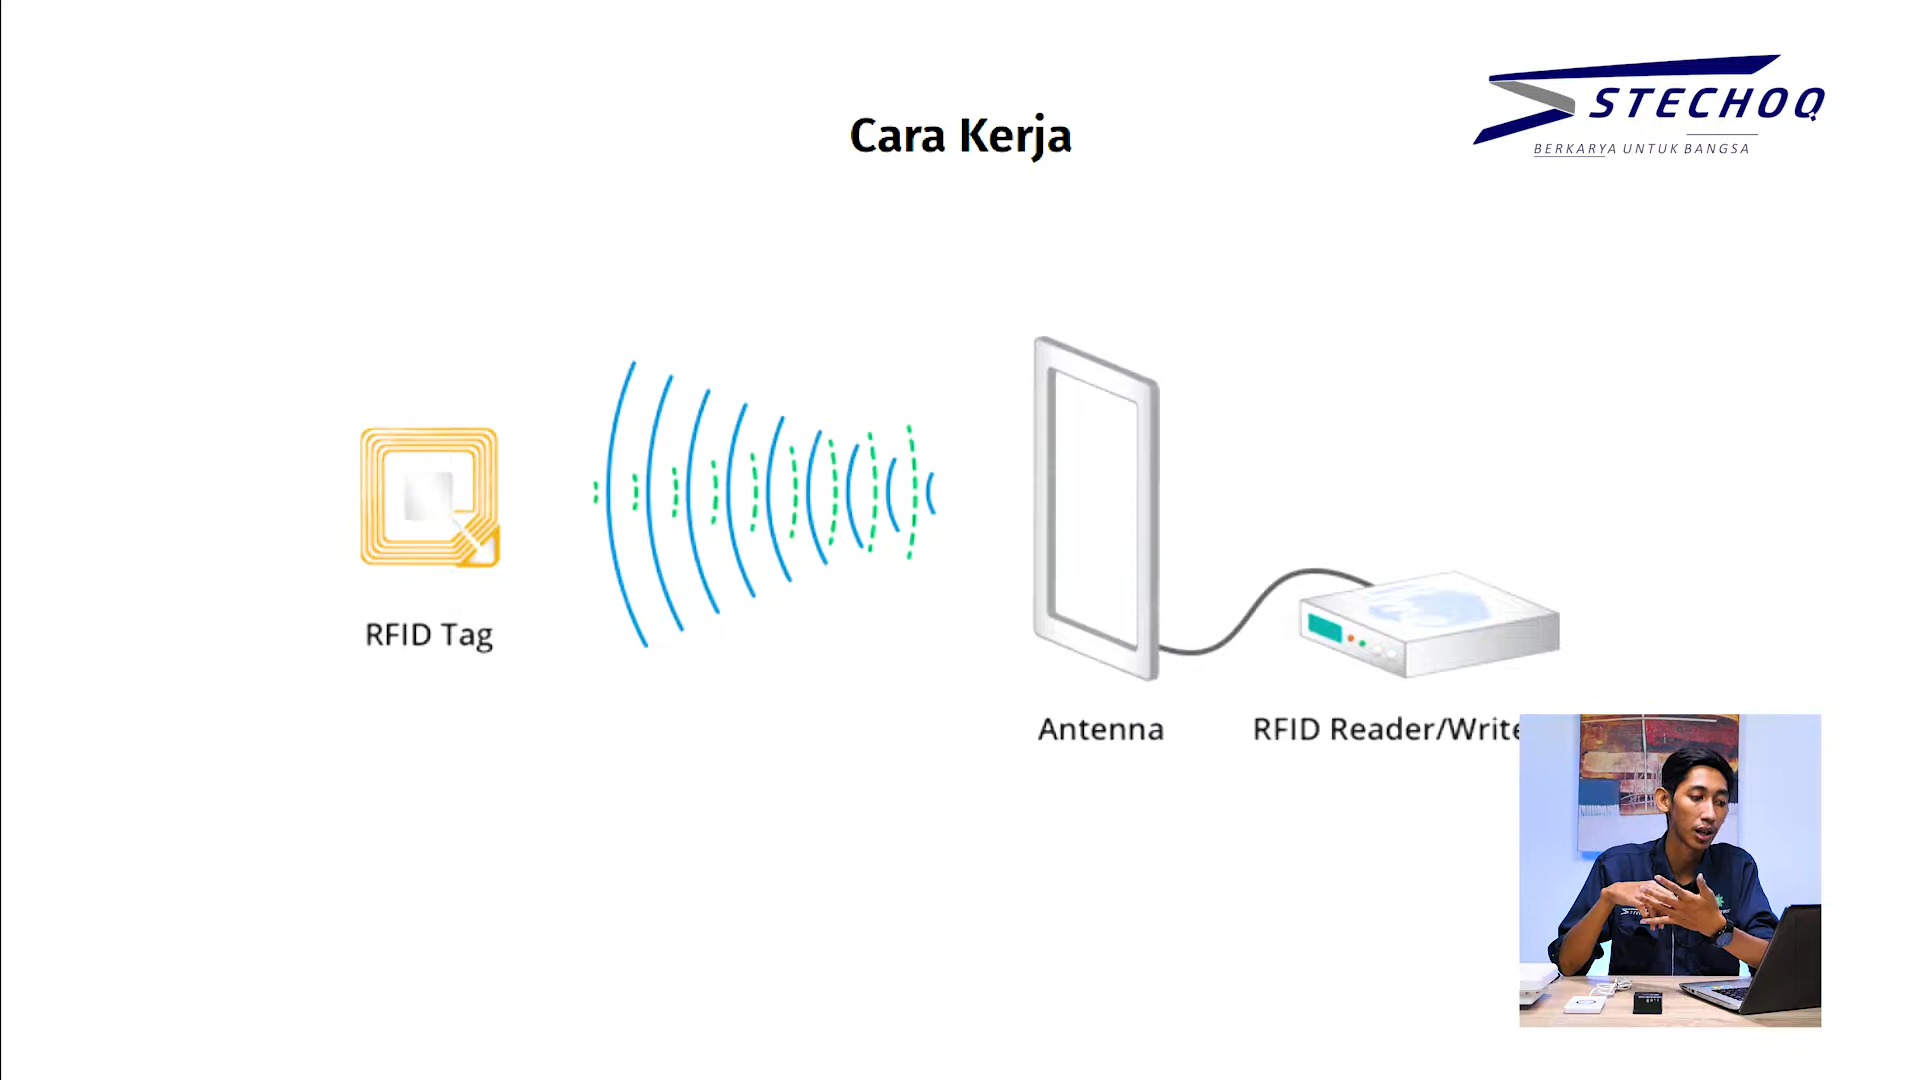 Cara Kerja
STECHOQ
BERKARYA UNTUK BANGSA
RFID Tag
Antenna
RFID Reader/Write